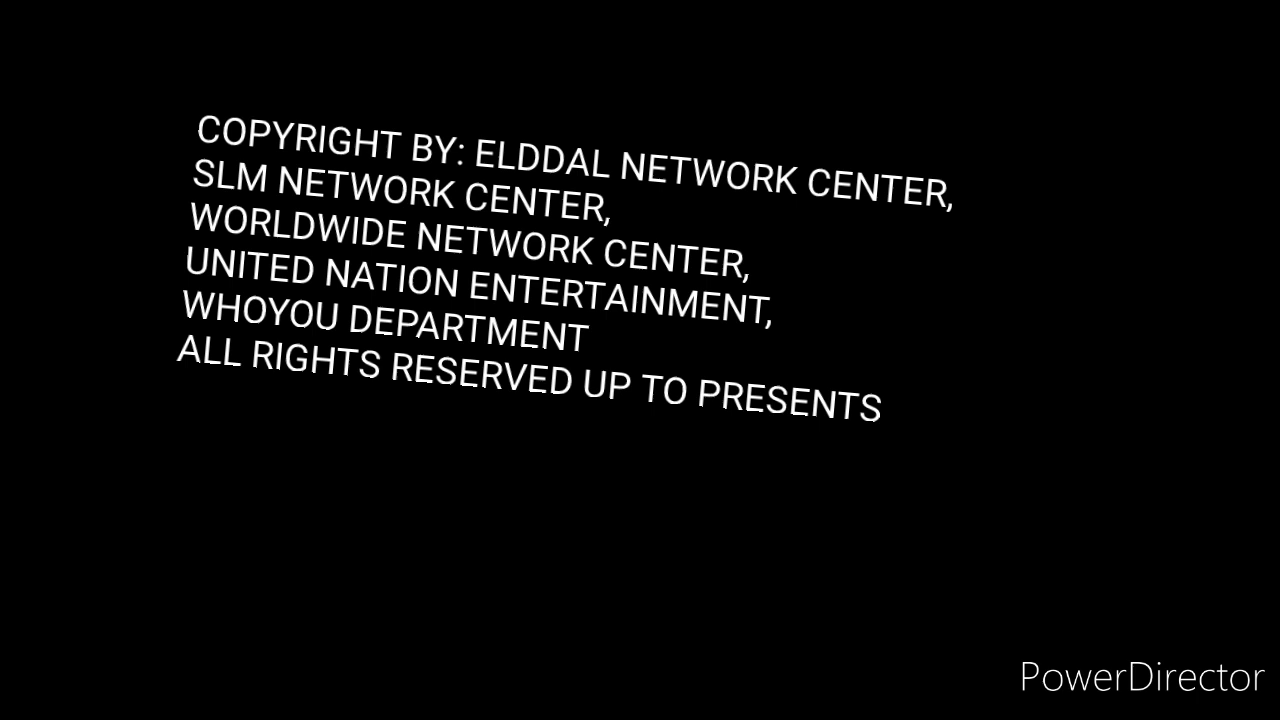 COPYRIGHT BY: ELDDAL NETWORK CENTER,
SLM NETWORK CENTER,
WORLDWIDE NETWORK CENTER,
UNITED NATION ENTERTAINMENT,
WHOYOU DEPARTMENT
ALL RIGHTS RESERVED UP TO PRESENTS
PowerDirector